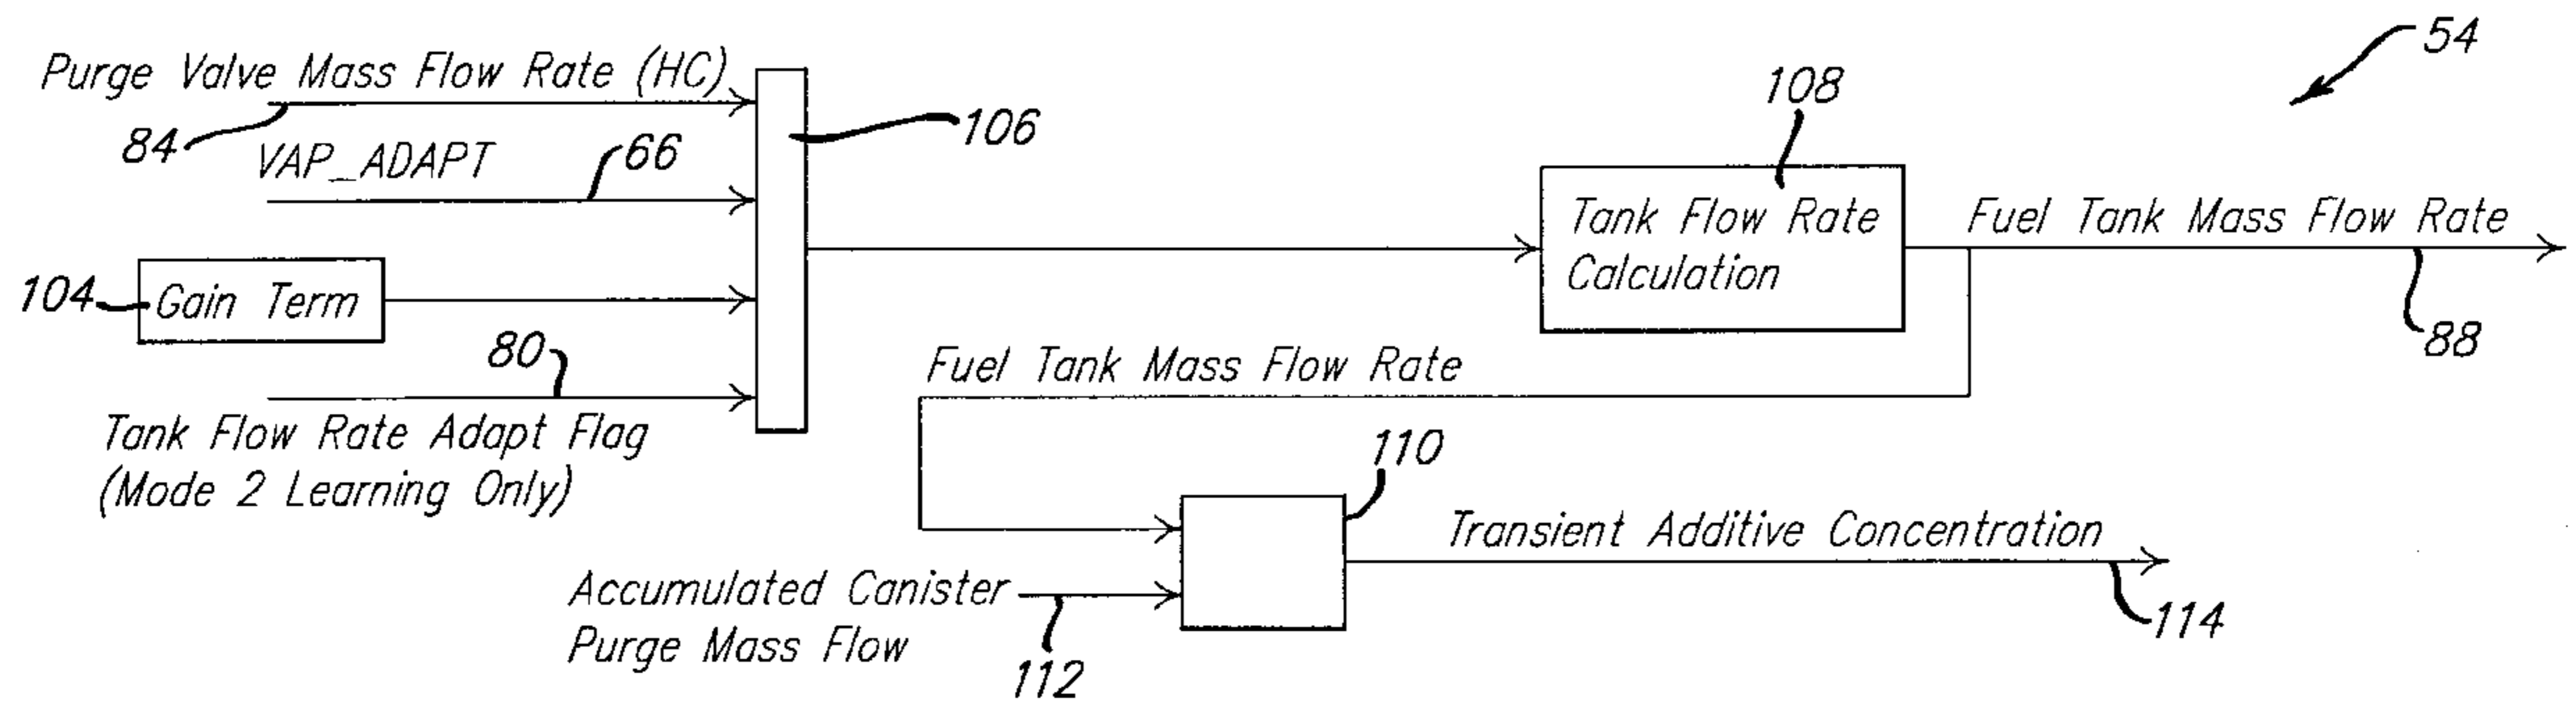 54
Purge Valve Mass Flow Rate (HC)
84
106
108
VAP_ADAPT
66
Tank Flow Rate
Calculation
Fuel Tank Mass Flow Rate
88
104
Gain Term
80
Fuel Tank Mass Flow Rate
Tank Flow Rate Adapt Flag
(Mode 2 Learning Only)
110
Transient Additive Concentration
114
Accumulated Canister
Purge Mass Flow
112